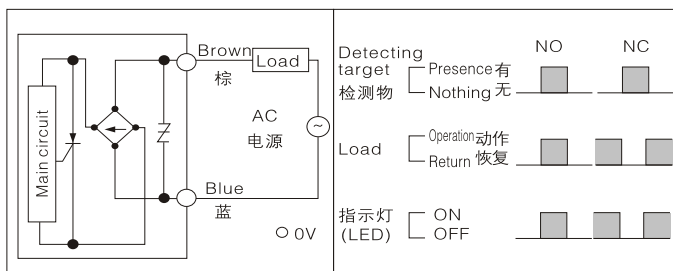 Main circuit
Brown
棕
Load
AC
电源
~
Blue
蓝
0V
NO NC
Detecting target
检测物
Presence 有
Nothing 无
Load
Operation 动作
Return 恢复
指示灯
(LED)
ON
OFF